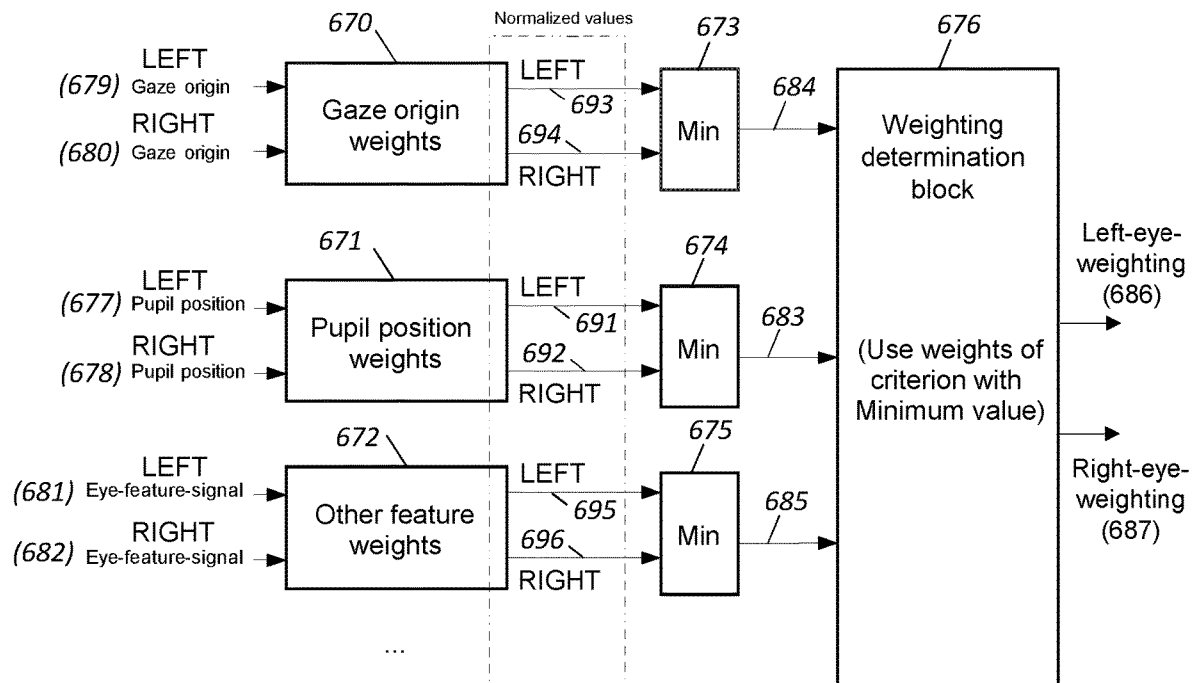 Normalized values
670
673
676
LEFT
(679) Gaze origin
RIGHT
(680) Gaze origin
Gaze origin
weights
LEFT
693
694
RIGHT
Min
684
Weighting
determination
block
671
674
LEFT
(677) Pupil position
RIGHT
(678) Pupil position
Pupil position
weights
LEFT
691
692
RIGHT
Min
683
(Use weights of
criterion with
Minimum value)
Left-eye-
weighting
(686)
672
675
LEFT
(681) Eye-feature-signal
RIGHT
(682) Eye-feature-signal
Other feature
weights
LEFT
695
696
RIGHT
Min
685
Right-eye-
weighting
(687)
...